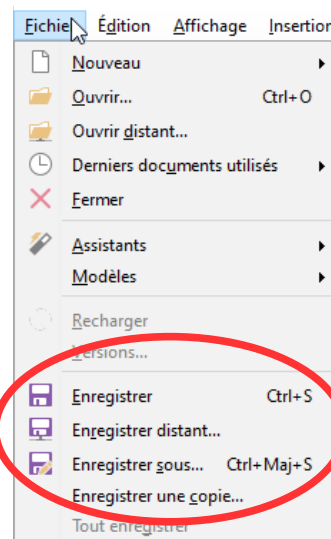 Fichier Édition Affichage Insertion
Nouveau
Ouvrir... Ctrl+O
Ouvrir distant...
Derniers documents utilisés
Fermer
Assistants
Modèles
Recharger
Versions...
Enregistrer Ctrl+S
Enregistrer distant...
Enregistrer sous... Ctrl+Maj+S
Enregistrer une copie...
Tout enregistrer